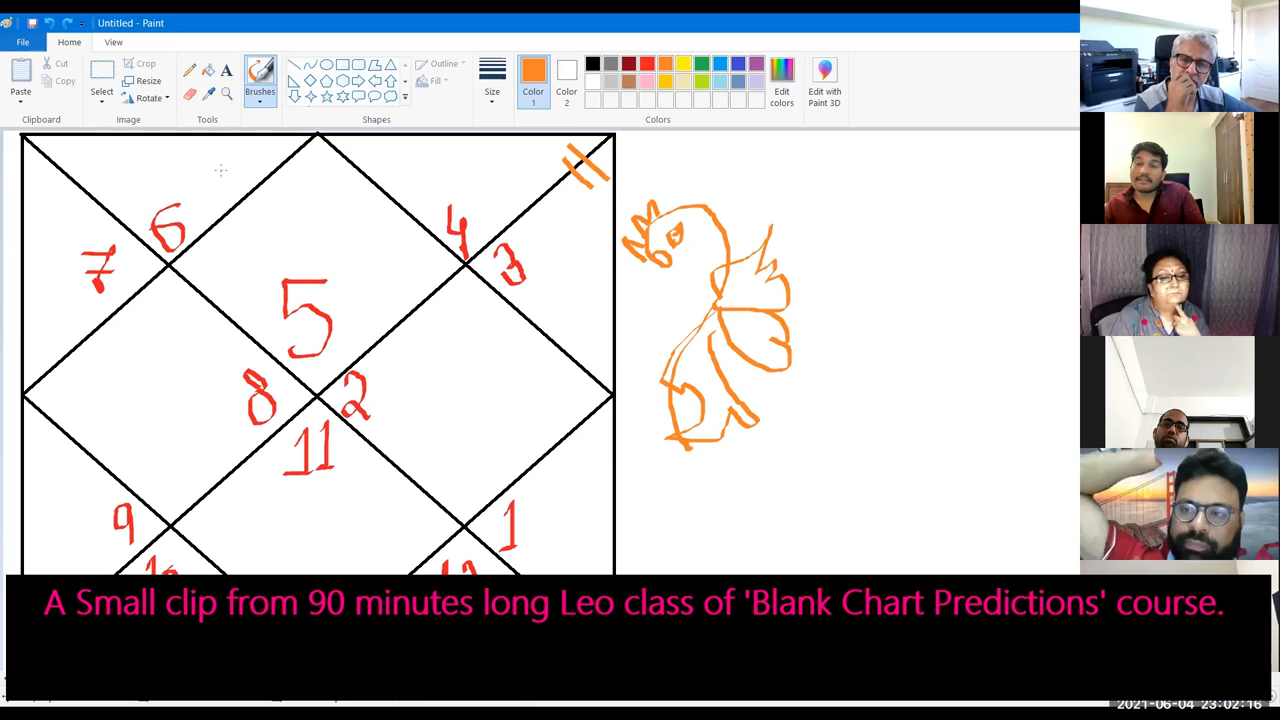 Untitled - Paint
File Home View
Paste
Cut
Copy
Clipboard
Select
Crop
Resize
Rotate
Image
A
Tools
Brushes
Outline
Fill
Shapes
Size
Color 1
Color 2
Edit colors
Edit with Paint 3D
Colors
6
7
4
3
5
8
2
11
9
1
A Small clip from 90 minutes long Leo class of 'Blank Chart Predictions' course.
2021-06-04 23:02:16